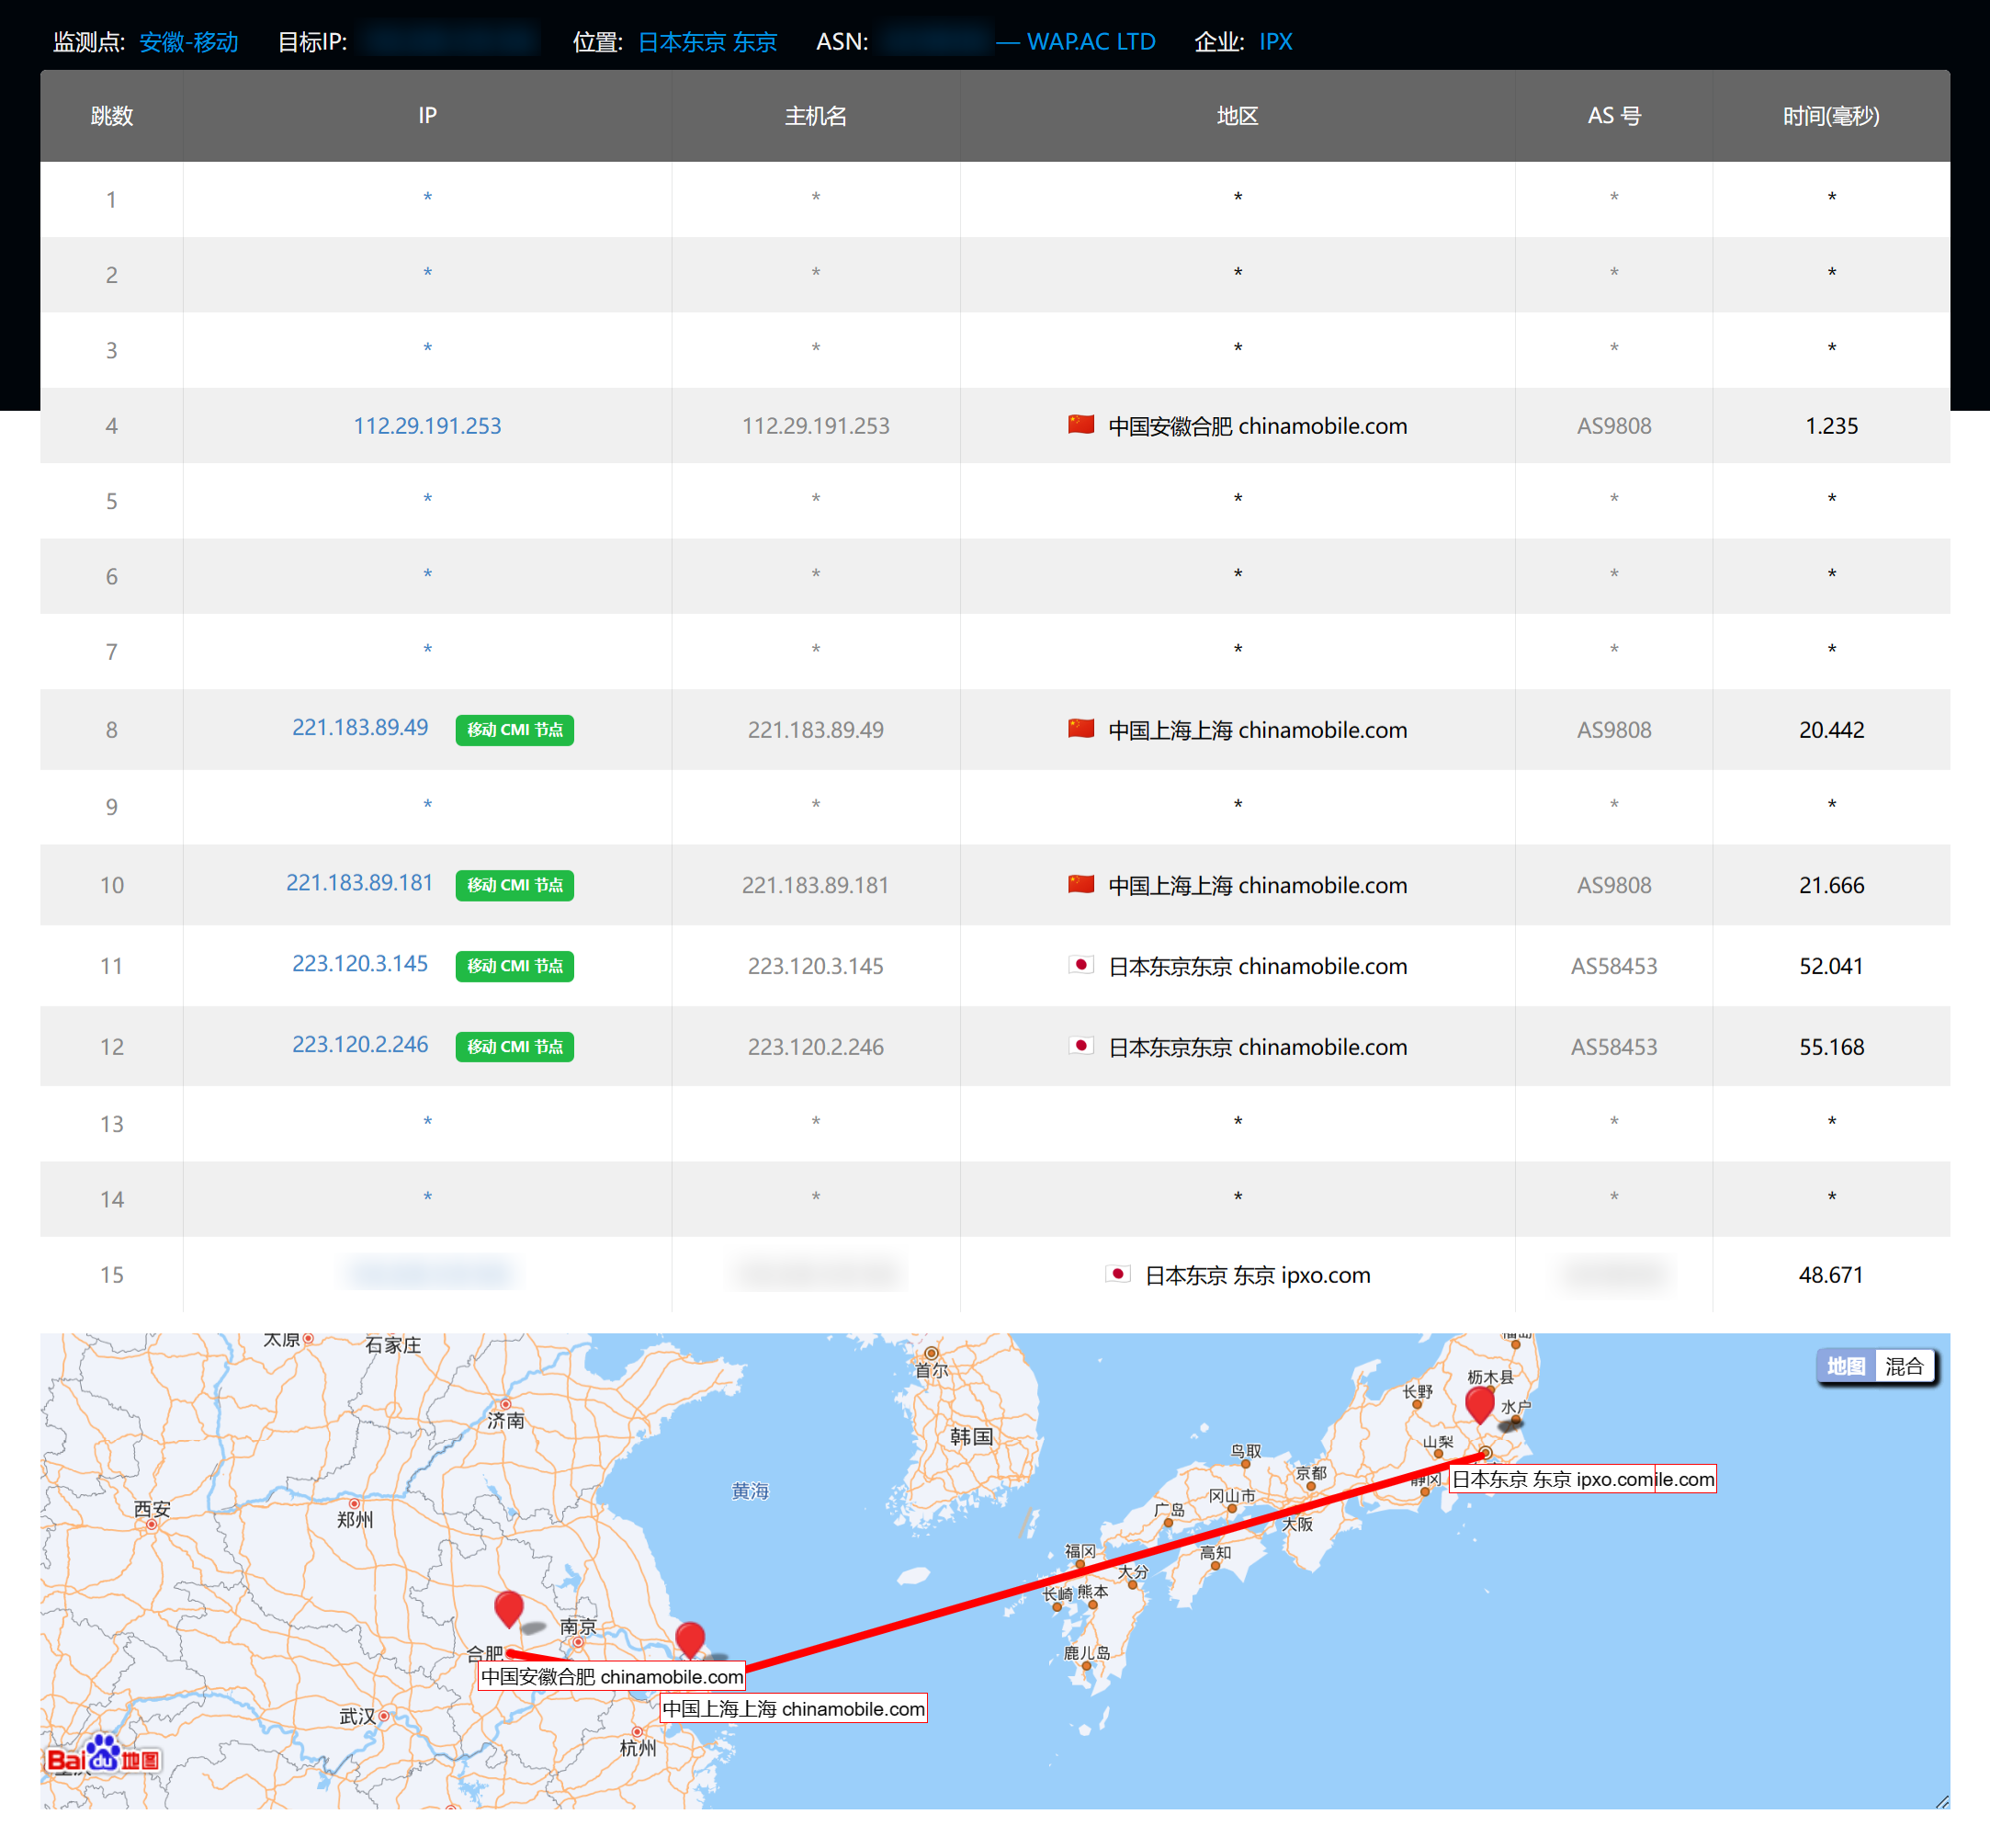 监测点: 安徽-移动 目标IP: 位置: 日本东京 东京 ASN: — WAP.AC LTD 企业: IPX
跳数 IP 主机名 地区 AS 号 时间(毫秒)
1 * * * * *
2 * * * * *
3 * * * * *
4 112.29.191.253 112.29.191.253 中国安徽合肥 chinamobile.com AS9808 1.235
5 * * * * *
6 * * * * *
7 * * * * *
8 221.183.89.49 移动 CMI 节点 221.183.89.49 中国上海上海 chinamobile.com AS9808 20.442
9 * * * * *
10 221.183.89.181 移动 CMI 节点 221.183.89.181 中国上海上海 chinamobile.com AS9808 21.666
11 223.120.3.145 移动 CMI 节点 223.120.3.145 日本东京东京 chinamobile.com AS58453 52.041
12 223.120.2.246 移动 CMI 节点 223.120.2.246 日本东京东京 chinamobile.com AS58453 55.168
13 * * * * *
14 * * * * *
15 日本东京 东京 ipxo.com 48.671
太原 石家庄
首尔
地图 混合
栃木县
长野
水户
济南
韩国
山梨
鸟取
京都
日本东京 东京 ipxo.com ile.com
静冈
黄海
冈山市
西安
广岛
郑州
大阪
福冈
高知
大分
长崎 熊本
南京
合肥
鹿儿岛
中国安徽合肥 chinamobile.com
中国上海上海 chinamobile.com
武汉
杭州
Bai du 地图